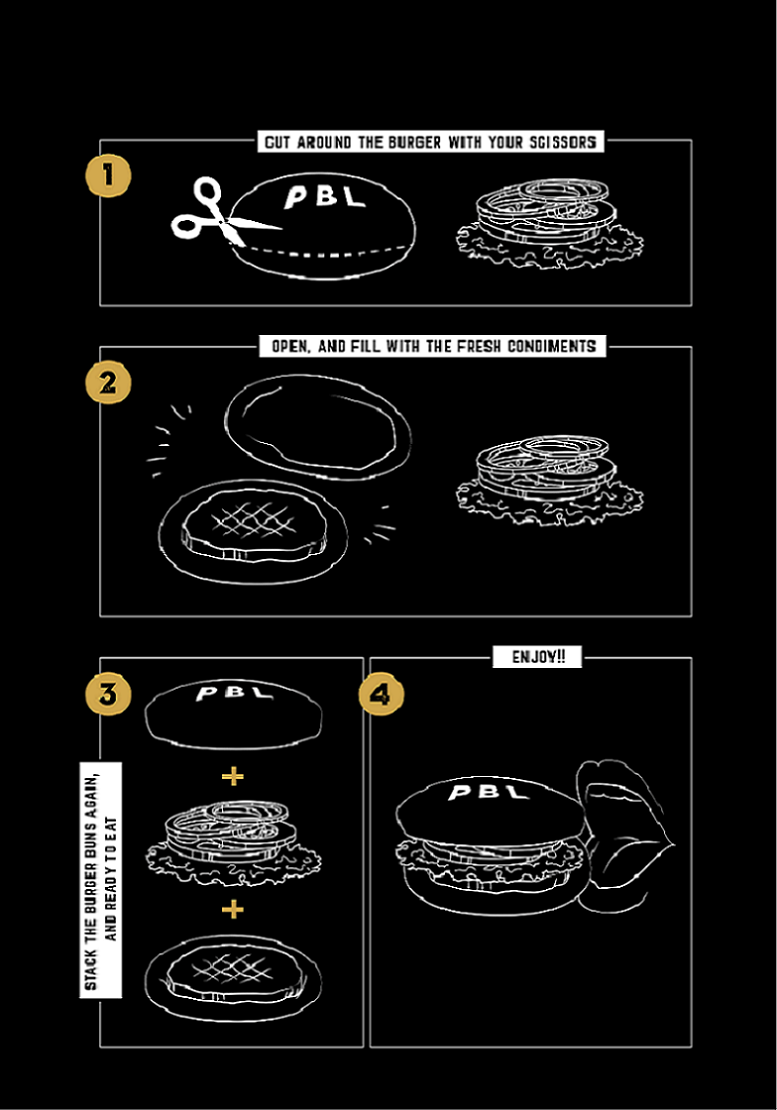 CUT AROUND THE BURGER WITH YOUR SCISSORS
1
PBL
OPEN, AND FILL WITH THE FRESH CONDIMENTS
2
3
PBL
+
+
STACK THE BURGER BUNS AGAIN,
AND READY TO EAT
ENJOY!!
4
PBL